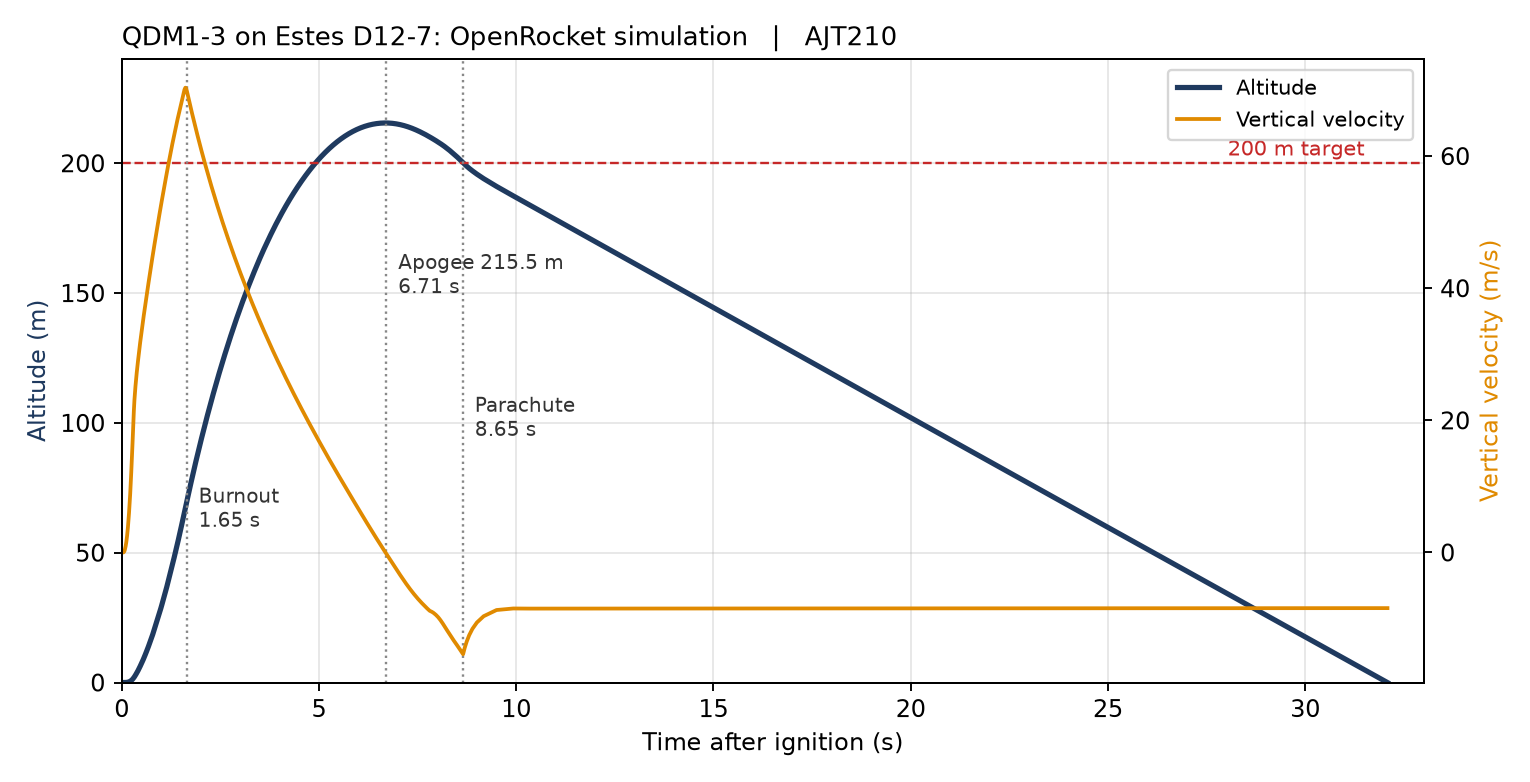 QDM1-3 on Estes D12-7: OpenRocket simulation | AJT210
Altitude
Vertical velocity
200 m target
Apogee 215.5 m
6.71 s
Parachute
8.65 s
Burnout
1.65 s
Altitude (m)
200
150
100
50
0
60
40
20
0
Vertical velocity (m/s)
0 5 10 15 20 25 30
Time after ignition (s)